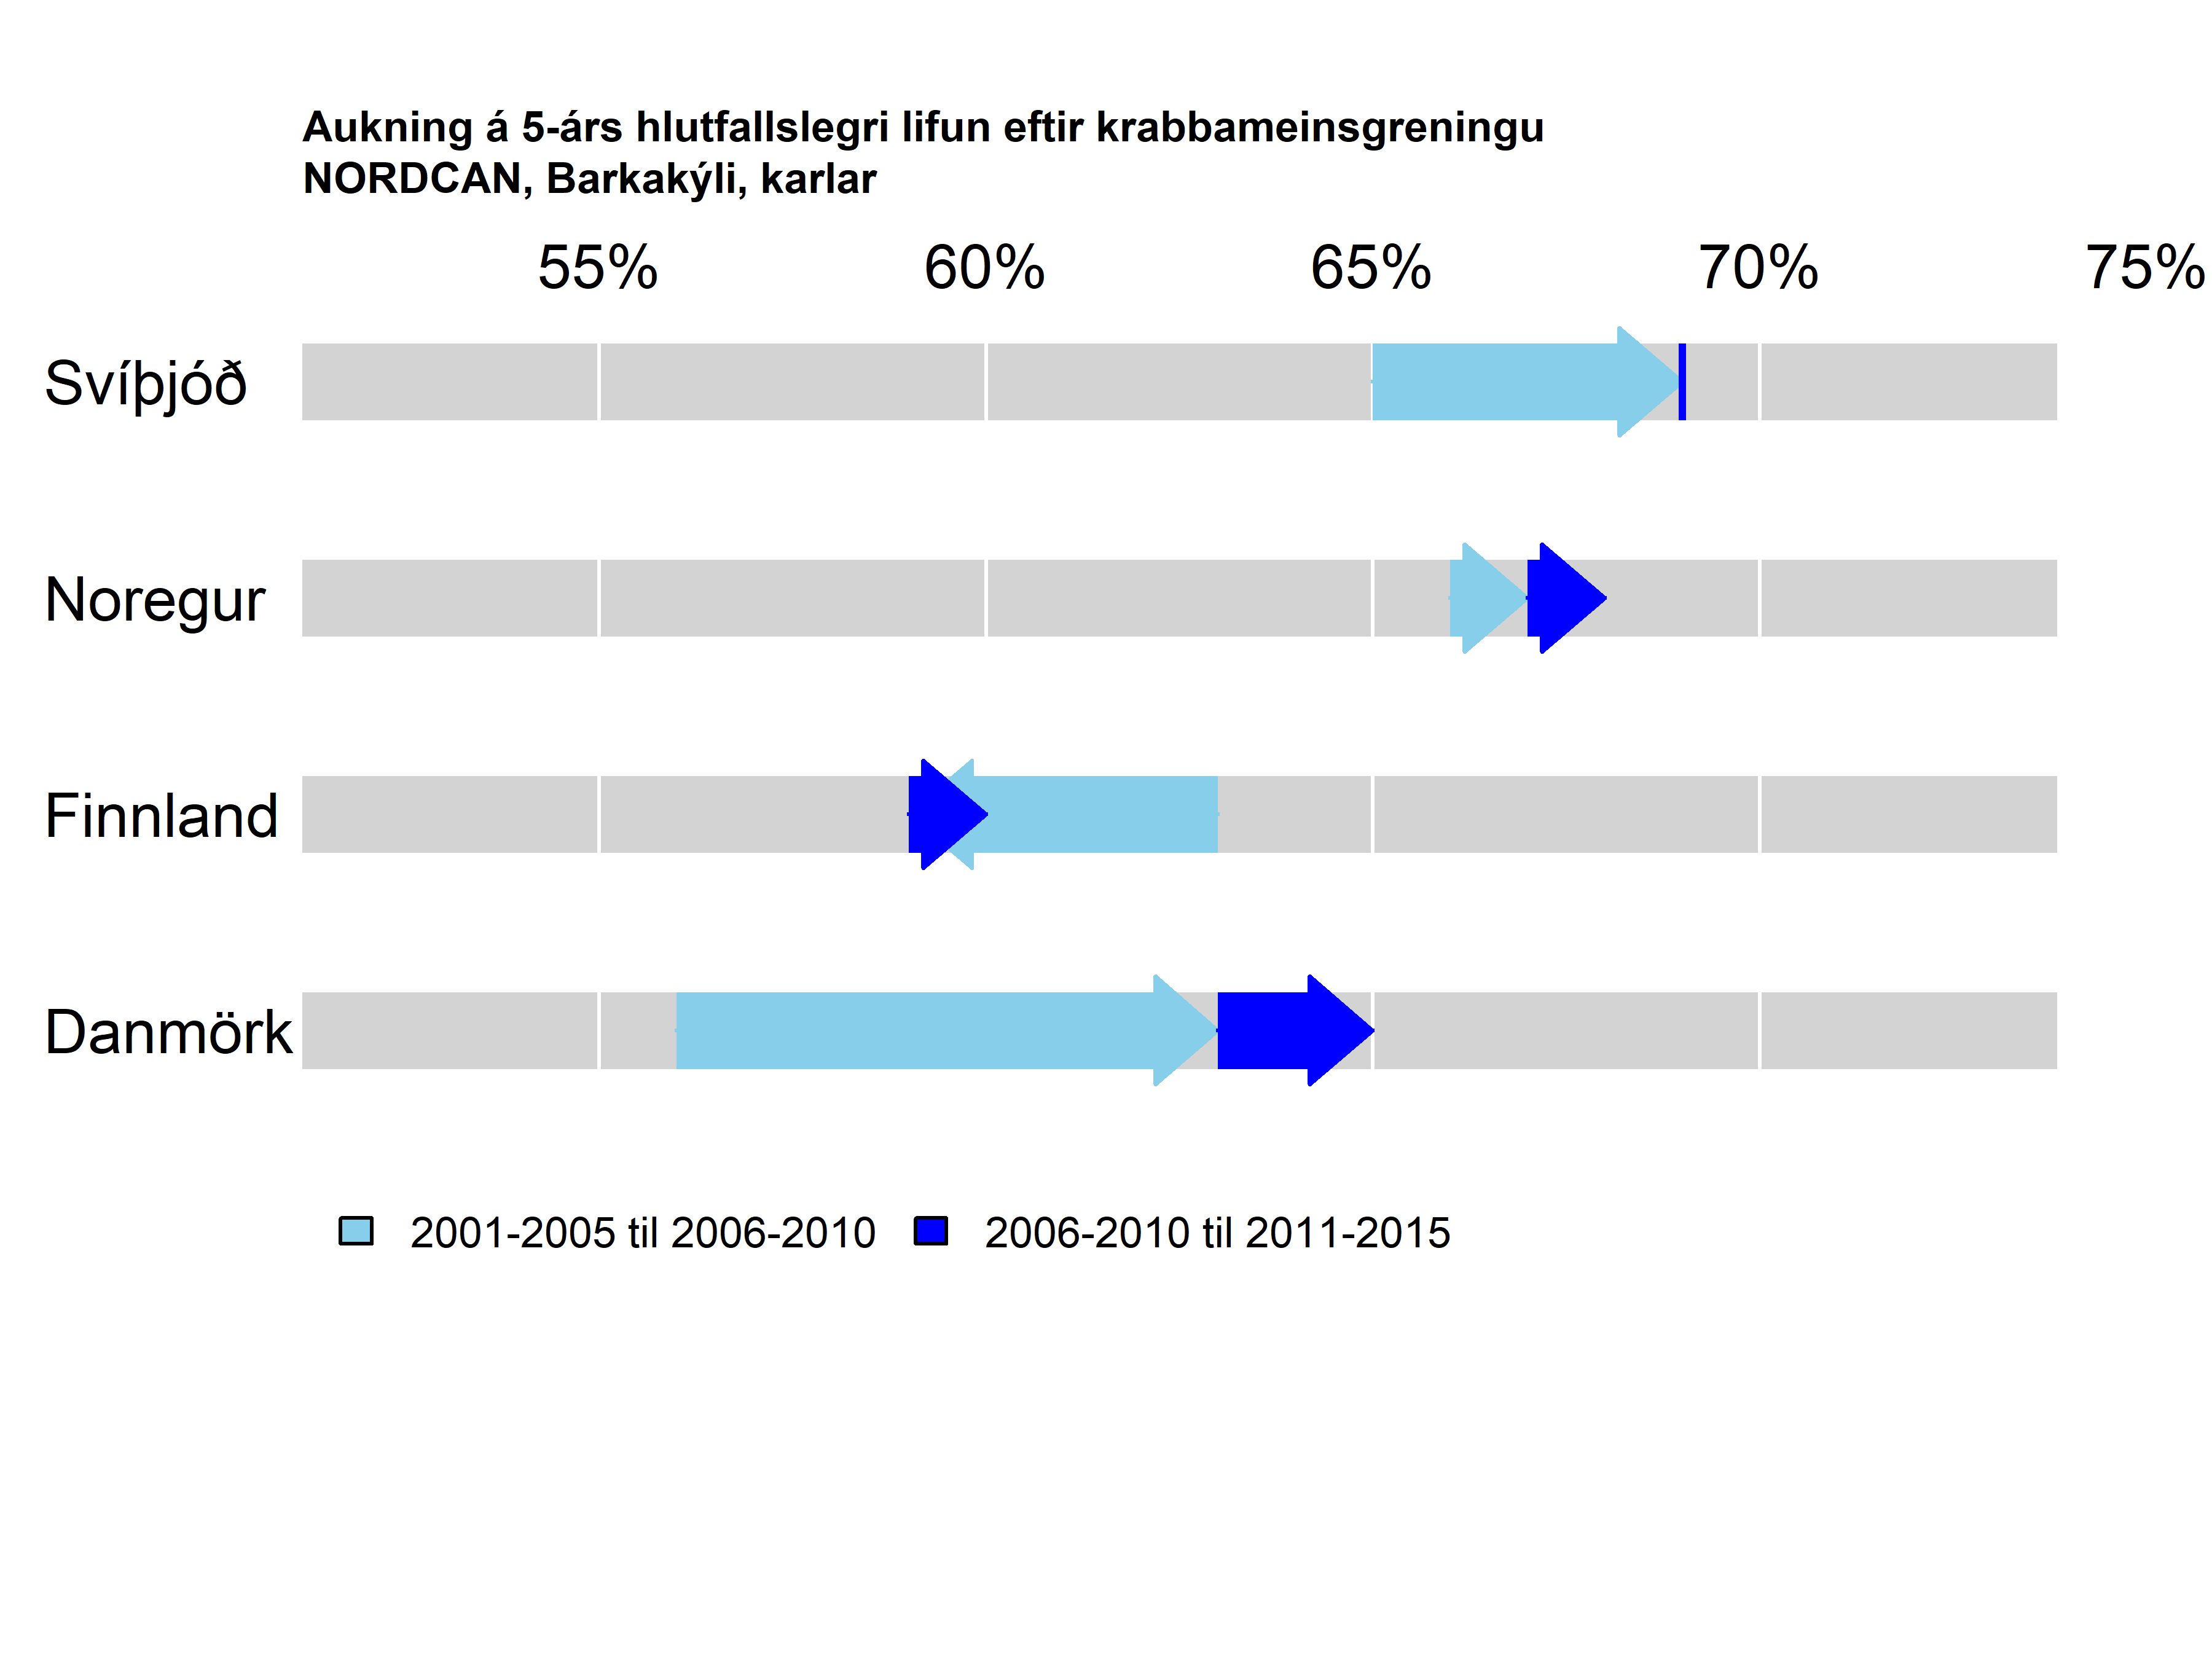 Aukning á 5-árs hlutfallslegri lifun eftir krabbameinsgreningu
NORDCAN, Barkakýli, karlar
55% 60% 65% 70% 75%
Svíþjóð
Noregur
Finnland
Danmörk
2001-2005 til 2006-2010 2006-2010 til 2011-2015